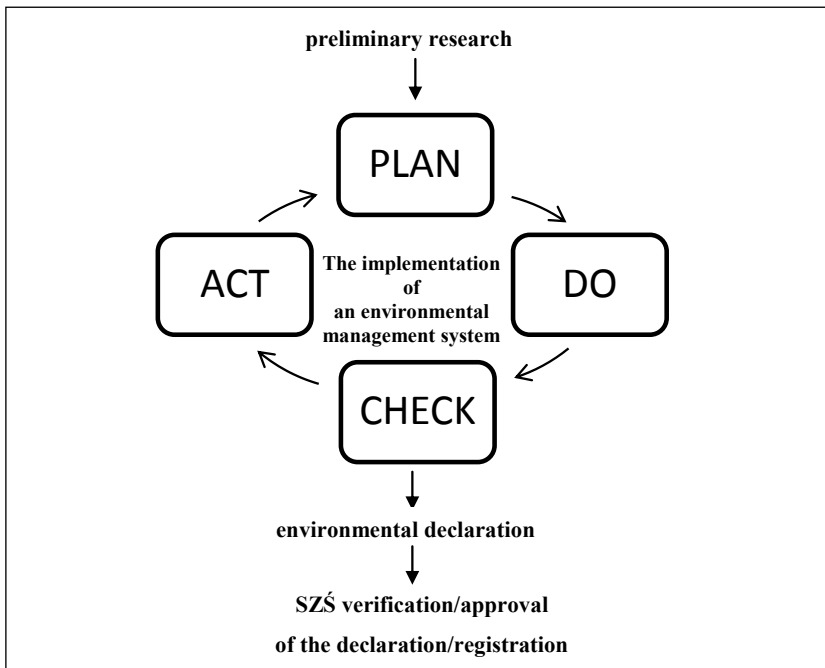 preliminary research
PLAN
ACT
The implementation
of
an environmental
management system
DO
CHECK
environmental declaration
SZŚ verification/approval
of the declaration/registration